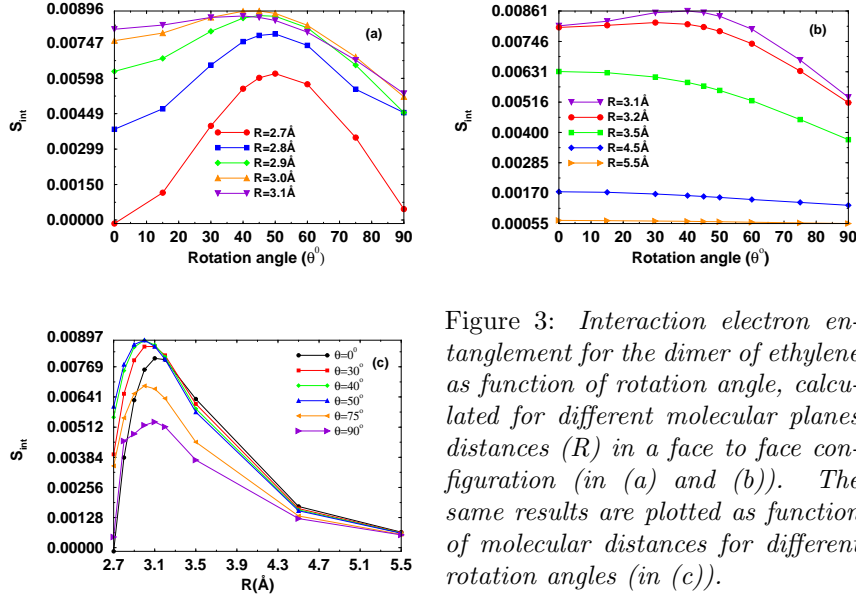 0.00896
0.00747
0.00598
0.00449
0.00299
0.00150
0.00000
S_int
(a)
R=2.7Å
R=2.8Å
R=2.9Å
R=3.0Å
R=3.1Å
0 10 20 30 40 50 60 70 80 90
Rotation angle (θ⁰)
0.00861
0.00746
0.00631
0.00516
0.00400
0.00285
0.00170
0.00055
S_int
(b)
R=3.1Å
R=3.2Å
R=3.5Å
R=4.5Å
R=5.5Å
0 10 20 30 40 50 60 70 80 90
Rotation angle (θ°)
0.00897
0.00769
0.00641
0.00513
0.00384
0.00256
0.00128
0.00000
S_int
(c)
θ=0°
θ=30°
θ=40°
θ=50°
θ=75°
θ=90°
2.7 3.1 3.5 3.9 4.3 4.7 5.1 5.5
R(Å)
Figure 3: Interaction electron en-
tanglement for the dimer of ethylene
as function of rotation angle, calcu-
lated for different molecular planes
distances (R) in a face to face con-
figuration (in (a) and (b)). The
same results are plotted as function
of molecular distances for different
rotation angles (in (c)).